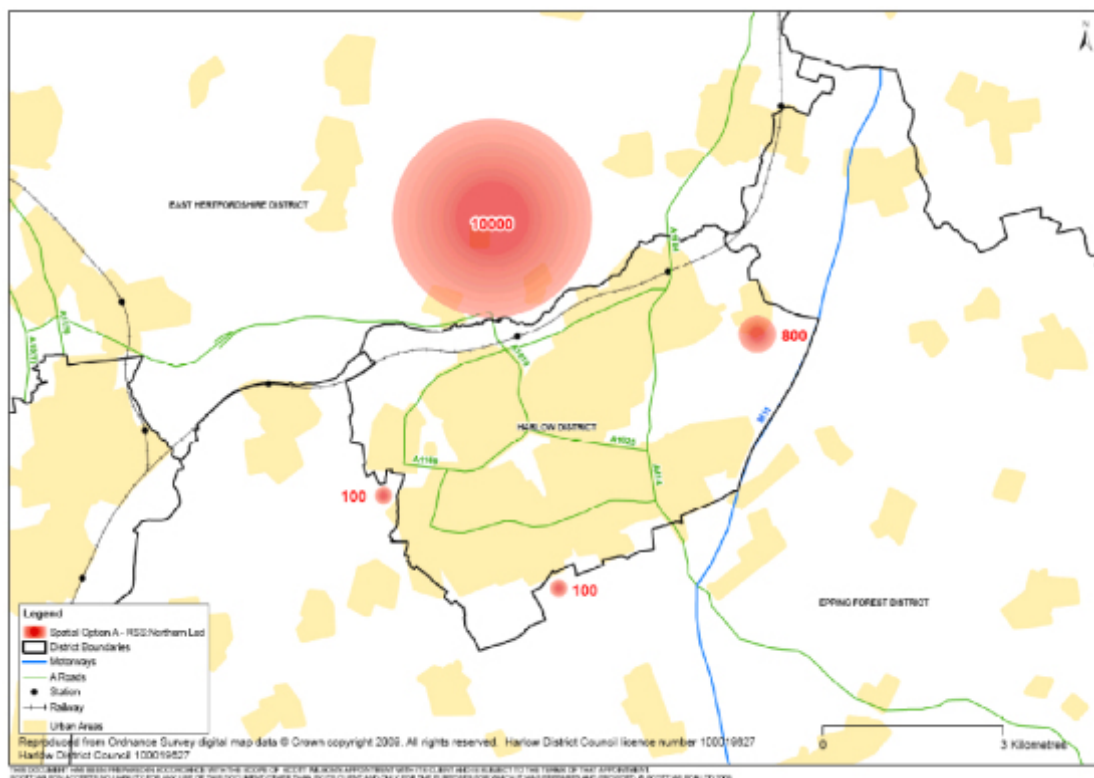 N
EAST HERTFORDSHIRE DISTRICT
10000
A1184
800
M11
A1019
HARLOW DISTRICT
A1025
A414
A1169
100
100
EPPING FOREST DISTRICT
Legend
Spatial Option A - RSS:Northern Led
District Boundaries
Motorways
A Roads
Station
Railway
Urban Areas
0 3 Kilometres
Reproduced from Ordnance Survey digital map data © Crown copyright 2009. All rights reserved. Harlow District Council licence number 100019627
Harlow District Council 100019627